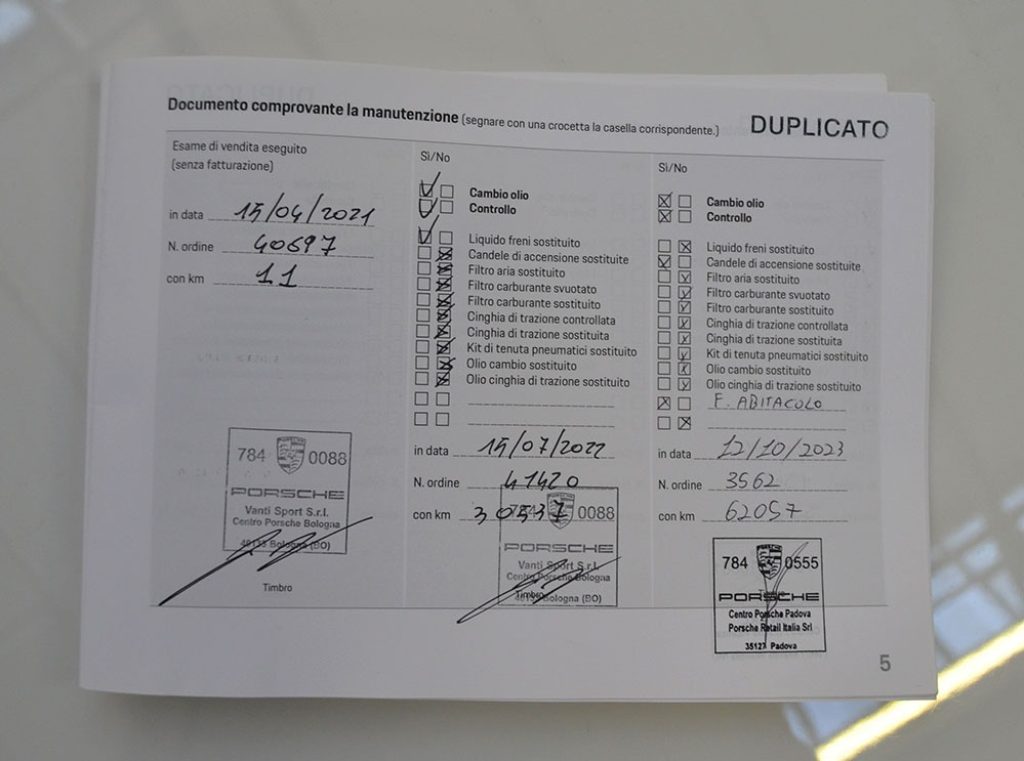 Documento comprovante la manutenzione (segnare con una crocetta la casella corrispondente.)
DUPLICATO
Esame di vendita eseguito
(senza fatturazione)
in data 15/04/2021
N. ordine 40697
con km 11
784 0088
PORSCHE
Vanti Sport S.r.l.
Centro Porsche Bologna
Bologna (BO)
Timbro
Sì/No
Cambio olio
Controllo
Liquido freni sostituito
Candele di accensione sostituite
Filtro aria sostituito
Filtro carburante svuotato
Filtro carburante sostituito
Cinghia di trazione controllata
Cinghia di trazione sostituita
Kit di tenuta pneumatici sostituito
Olio cambio sostituito
Olio cinghia di trazione sostituito
in data 15/07/2022
N. ordine 41420
con km 30537
784 0088
PORSCHE
Vanti Sport S.r.l.
Centro Porsche Bologna
Timbro
Bologna (BO)
Sì/No
Cambio olio
Controllo
Liquido freni sostituito
Candele di accensione sostituite
Filtro aria sostituito
Filtro carburante svuotato
Filtro carburante sostituito
Cinghia di trazione controllata
Cinghia di trazione sostituita
Kit di tenuta pneumatici sostituito
Olio cambio sostituito
Olio cinghia di trazione sostituito
F. ABITACOLO
in data 12/10/2023
N. ordine 3562
con km 62057
784 0555
PORSCHE
Centro Porsche Padova
Porsche Retail Italia Srl
35127 Padova
5